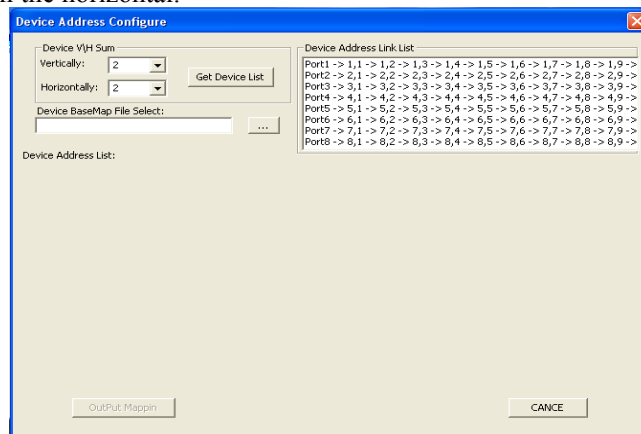 n the horizontal.
Device Address Configure
Device V\H Sum
Vertically: 2
Horizontally: 2
Get Device List
Device BaseMap File Select:
...
Device Address List:
Device Address Link List
Port1 -> 1,1 -> 1,2 -> 1,3 -> 1,4 -> 1,5 -> 1,6 -> 1,7 -> 1,8 -> 1,9 ->
Port2 -> 2,1 -> 2,2 -> 2,3 -> 2,4 -> 2,5 -> 2,6 -> 2,7 -> 2,8 -> 2,9 ->
Port3 -> 3,1 -> 3,2 -> 3,3 -> 3,4 -> 3,5 -> 3,6 -> 3,7 -> 3,8 -> 3,9 ->
Port4 -> 4,1 -> 4,2 -> 4,3 -> 4,4 -> 4,5 -> 4,6 -> 4,7 -> 4,8 -> 4,9 ->
Port5 -> 5,1 -> 5,2 -> 5,3 -> 5,4 -> 5,5 -> 5,6 -> 5,7 -> 5,8 -> 5,9 ->
Port6 -> 6,1 -> 6,2 -> 6,3 -> 6,4 -> 6,5 -> 6,6 -> 6,7 -> 6,8 -> 6,9 ->
Port7 -> 7,1 -> 7,2 -> 7,3 -> 7,4 -> 7,5 -> 7,6 -> 7,7 -> 7,8 -> 7,9 ->
Port8 -> 8,1 -> 8,2 -> 8,3 -> 8,4 -> 8,5 -> 8,6 -> 8,7 -> 8,8 -> 8,9 ->
OutPut Mappin
CANCE